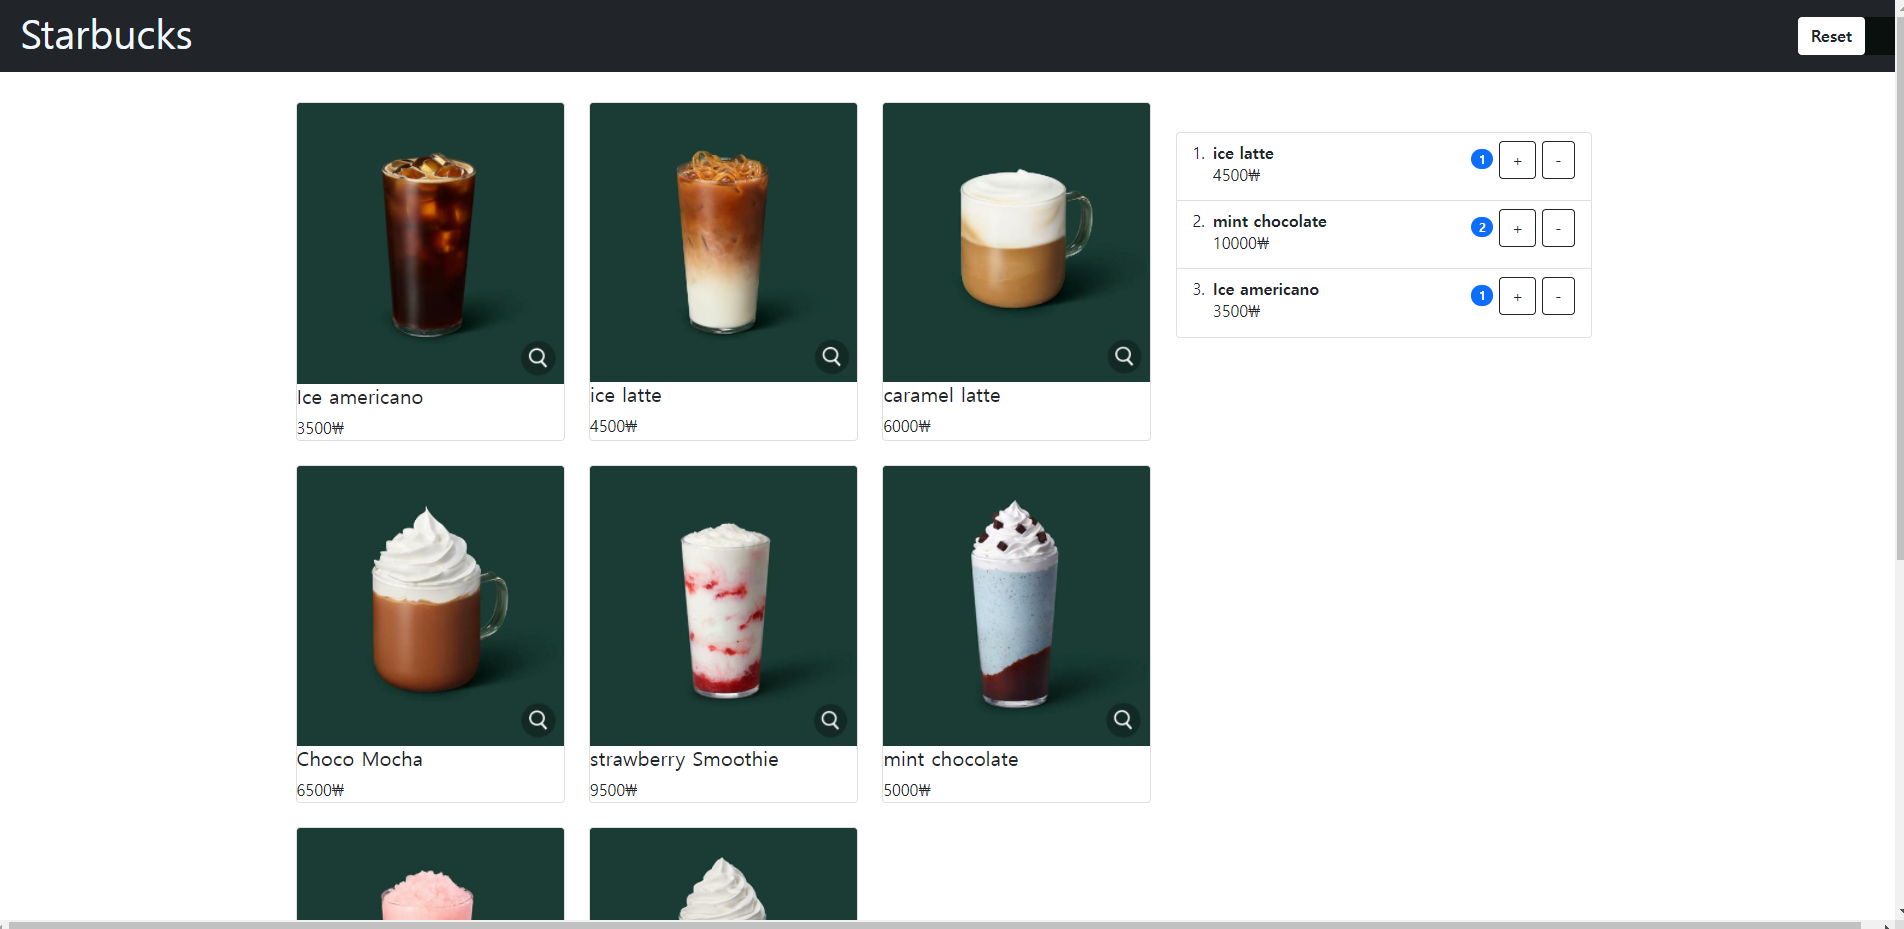 Starbucks
Reset
Ice americano
3500₩
ice latte
4500₩
caramel latte
6000₩
Choco Mocha
6500₩
strawberry Smoothie
9500₩
mint chocolate
5000₩
1. ice latte 1 + -
4500₩
2. mint chocolate 2 + -
10000₩
3. Ice americano 1 + -
3500₩